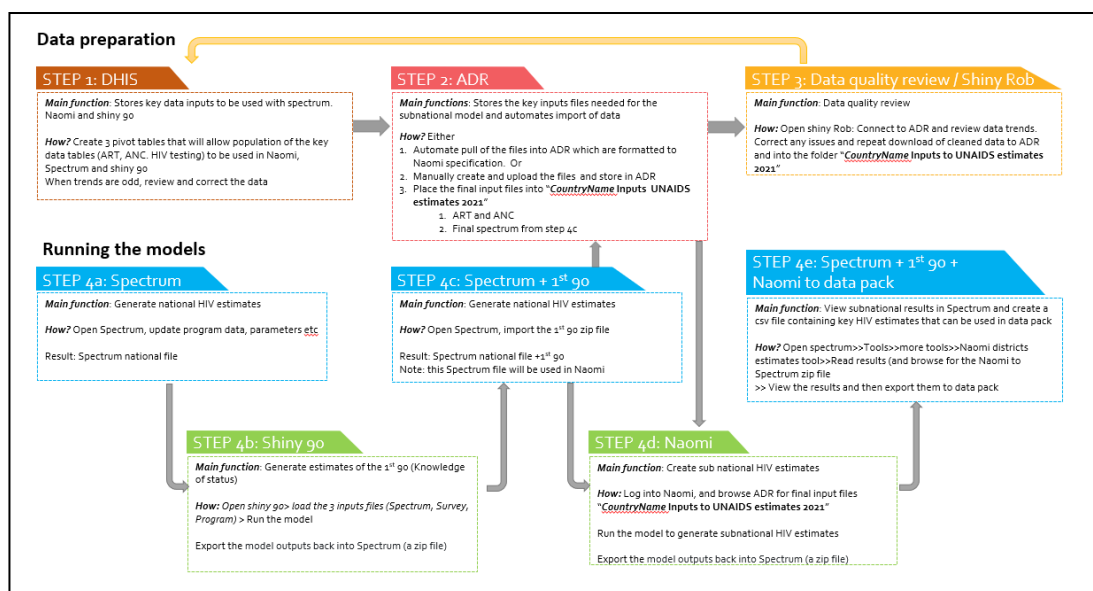 Data preparation
STEP 1: DHIS
Main function: Stores key data inputs to be used with spectrum.
Naomi and shiny 90
How? Create 3 pivot tables that will allow population of the key
data tables (ART, ANC. HIV testing) to be used in Naomi,
Spectrum and shiny 90
When trends are odd, review and correct the data
STEP 2: ADR
Main functions: Stores the key inputs files needed for the
subnational model and automates import of data
How? Either
1. Automate pull of the files into ADR which are formatted to
Naomi specification. Or
2. Manually create and upload the files and store in ADR
3. Place the final input files into "CountryName Inputs UNAIDS
estimates 2021"
1. ART and ANC
2. Final spectrum from step 4c
STEP 3: Data quality review / Shiny Rob
Main function: Data quality review
How: Open shiny Rob: Connect to ADR and review data trends.
Correct any issues and repeat download of cleaned data to ADR
and into the folder "CountryName Inputs to UNAIDS estimates
2021"
Running the models
STEP 4a: Spectrum
Main function: Generate national HIV estimates
How? Open Spectrum, update program data, parameters etc
Result: Spectrum national file
STEP 4c: Spectrum + 1st 90
Main function: Generate national HIV estimates
How? Open Spectrum, import the 1st 90 zip file
Result: Spectrum national file +1st 90
Note: this Spectrum file will be used in Naomi
STEP 4e: Spectrum + 1st 90 +
Naomi to data pack
Main function: View subnational results in Spectrum and create a
csv file containing key HIV estimates that can be used in data pack
How? Open spectrum>>Tools>>more tools>>Naomi districts
estimates tool>>Read results (and browse for the Naomi to
Spectrum zip file
>> View the results and then export them to data pack
STEP 4b: Shiny 90
Main function: Generate estimates of the 1st 90 (Knowledge
of status)
How: Open shiny 90> load the 3 inputs files (Spectrum, Survey,
Program) > Run the model
Export the model outputs back into Spectrum (a zip file)
STEP 4d: Naomi
Main function: Create sub national HIV estimates
How: Log into Naomi, and browse ADR for final input files
"CountryName Inputs to UNAIDS estimates 2021"
Run the model to generate subnational HIV estimates
Export the model outputs back into Spectrum (a zip file)